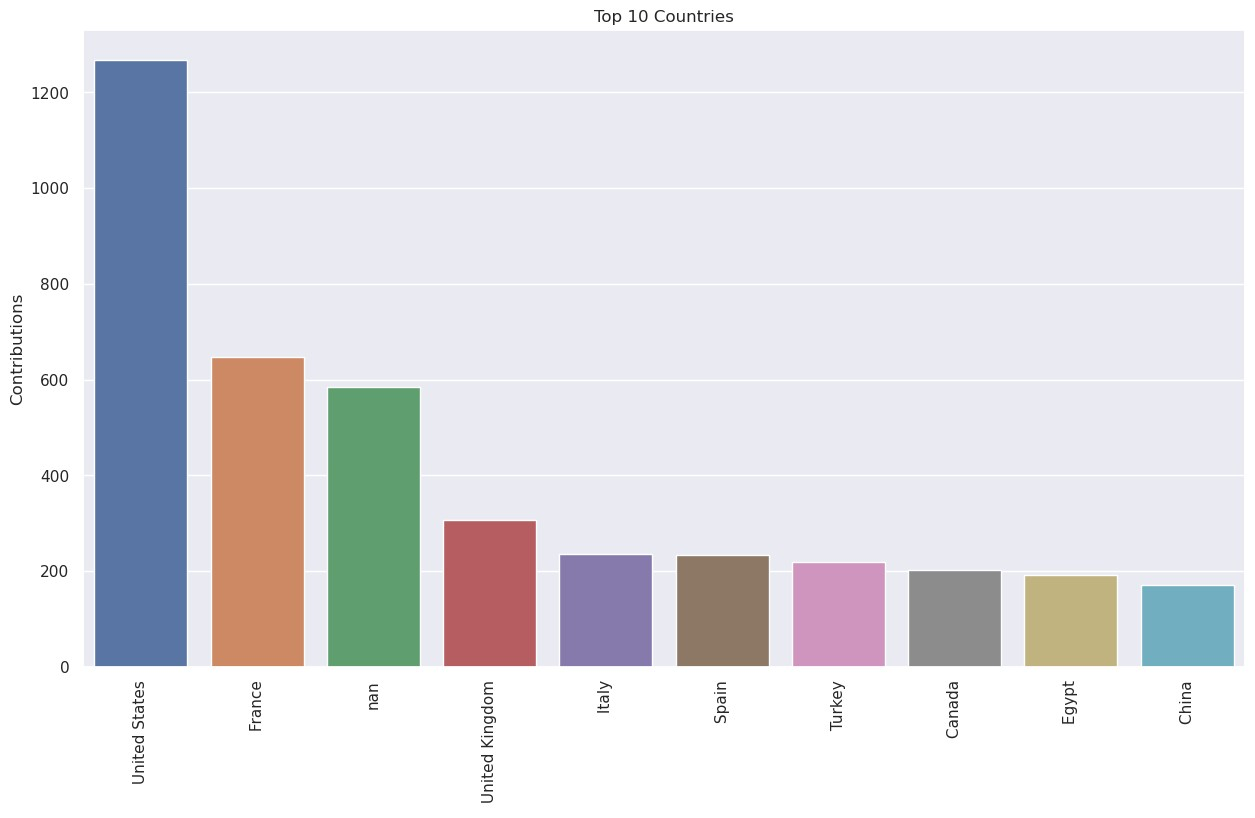 Top 10 Countries
Contributions
1200
1000
800
600
400
200
0
United States
France
nan
United Kingdom
Italy
Spain
Turkey
Canada
Egypt
China